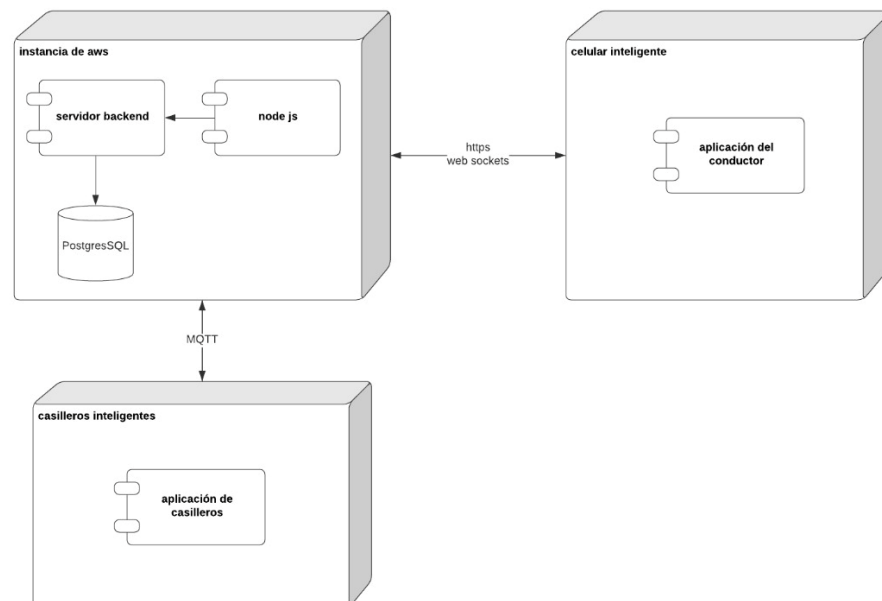 instancia de aws
servidor backend
node js
PostgresSQL
https
web sockets
celular inteligente
aplicación del
conductor
MQTT
casilleros inteligentes
aplicación de
casilleros